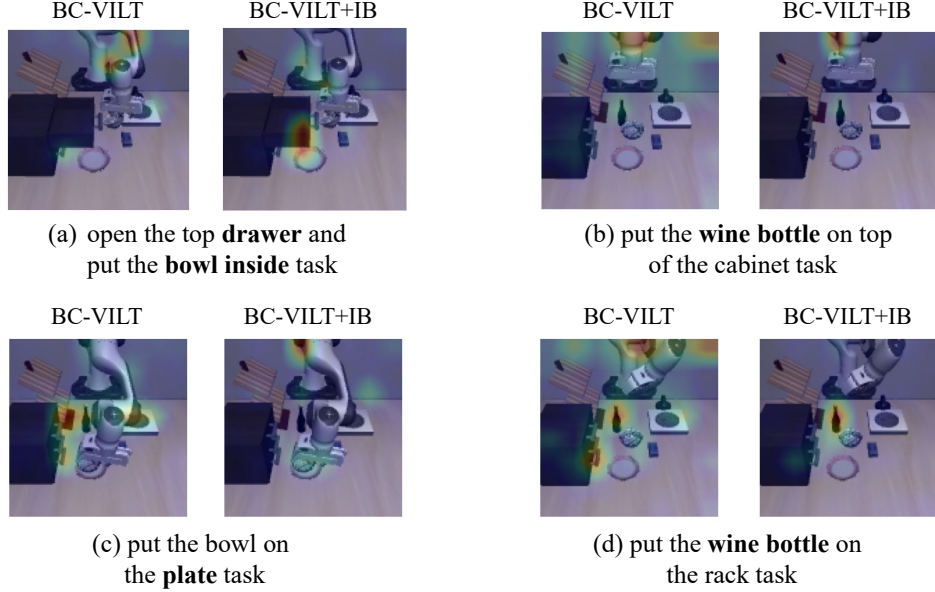 BC-VILT BC-VILT+IB BC-VILT BC-VILT+IB
(a) open the top drawer and
put the bowl inside task
(b) put the wine bottle on top
of the cabinet task
BC-VILT BC-VILT+IB BC-VILT BC-VILT+IB
(c) put the bowl on
the plate task
(d) put the wine bottle on
the rack task